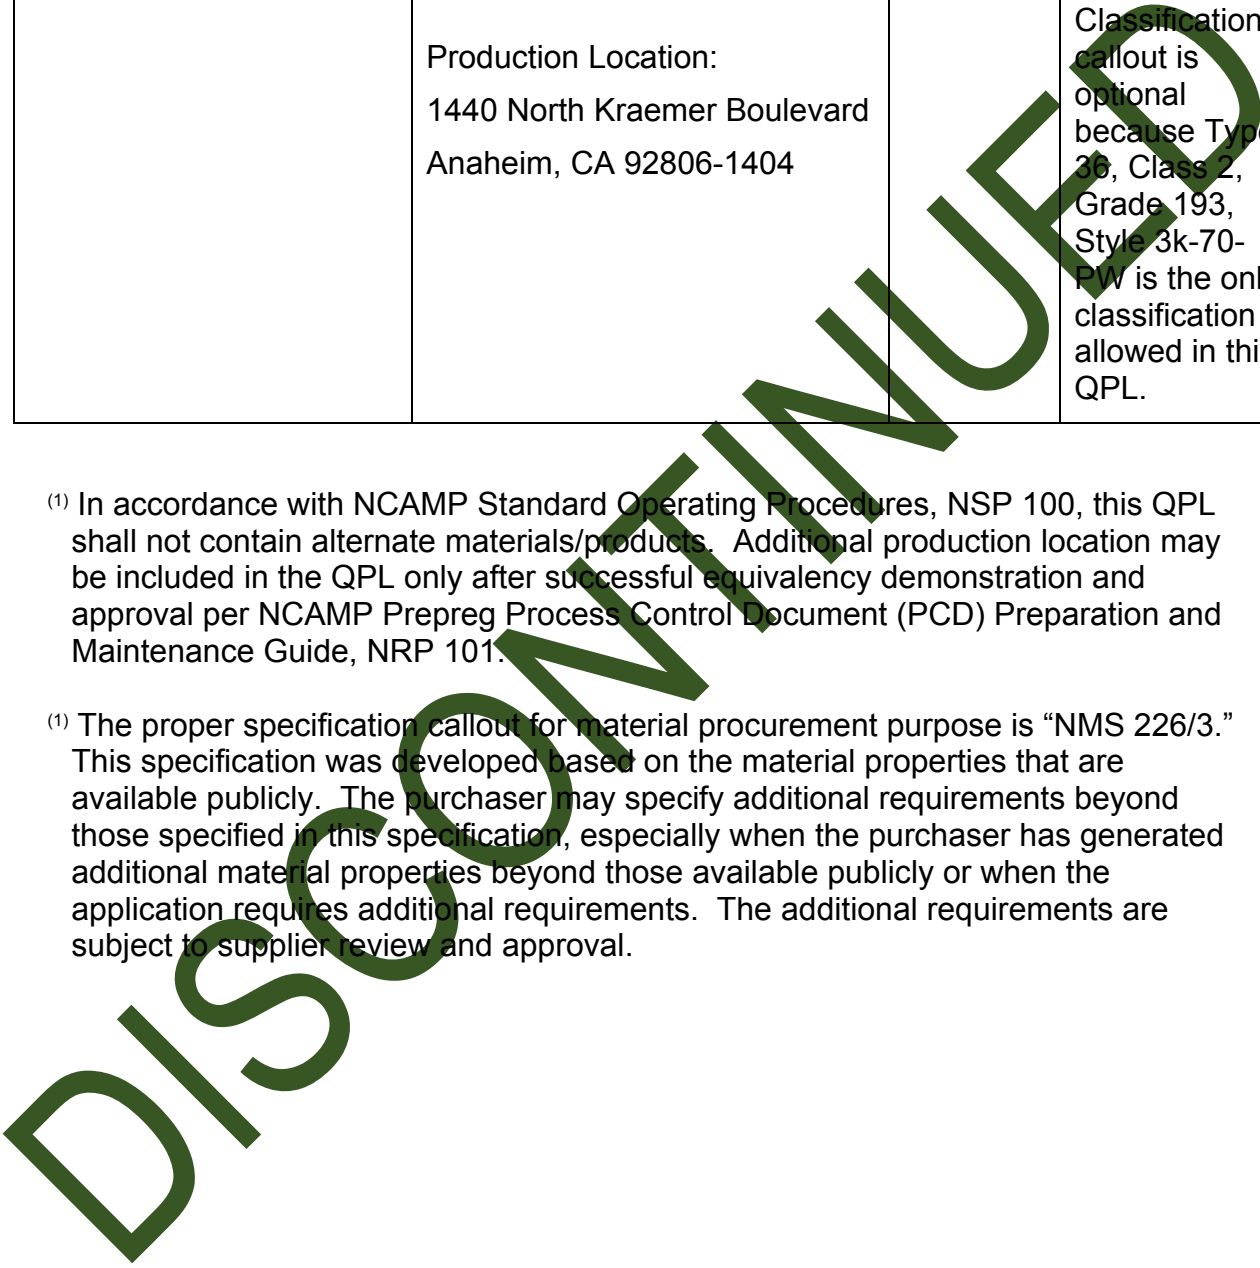 Production Location:
1440 North Kraemer Boulevard
Anaheim, CA 92806-1404
Classification
callout is
optional
because Type
36, Class 2,
Grade 193,
Style 3k-70-
PW is the onl
classification
allowed in thi
QPL.
(1) In accordance with NCAMP Standard Operating Procedures, NSP 100, this QPL
shall not contain alternate materials/products.  Additional production location may
be included in the QPL only after successful equivalency demonstration and
approval per NCAMP Prepreg Process Control Document (PCD) Preparation and
Maintenance Guide, NRP 101.
(1) The proper specification callout for material procurement purpose is “NMS 226/3.”
This specification was developed based on the material properties that are
available publicly.  The purchaser may specify additional requirements beyond
those specified in this specification, especially when the purchaser has generated
additional material properties beyond those available publicly or when the
application requires additional requirements.  The additional requirements are
subject to supplier review and approval.
DISCONTINUED